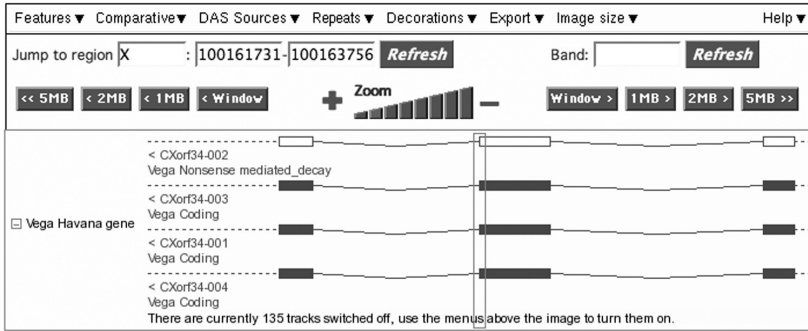 Features▼ Comparative▼ DAS Sources▼ Repeats▼ Decorations▼ Export▼ Image size▼ Help▼
Jump to region X : 100161731-100163756 Refresh Band: Refresh
<< 5MB < 2MB < 1MB < Window + Zoom − Window > 1MB > 2MB > 5MB >>
< CXorf34-002
Vega Nonsense mediated_decay
< CXorf34-003
Vega Coding
Vega Havana gene
< CXorf34-001
Vega Coding
< CXorf34-004
Vega Coding
There are currently 135 tracks switched off, use the menus above the image to turn them on.